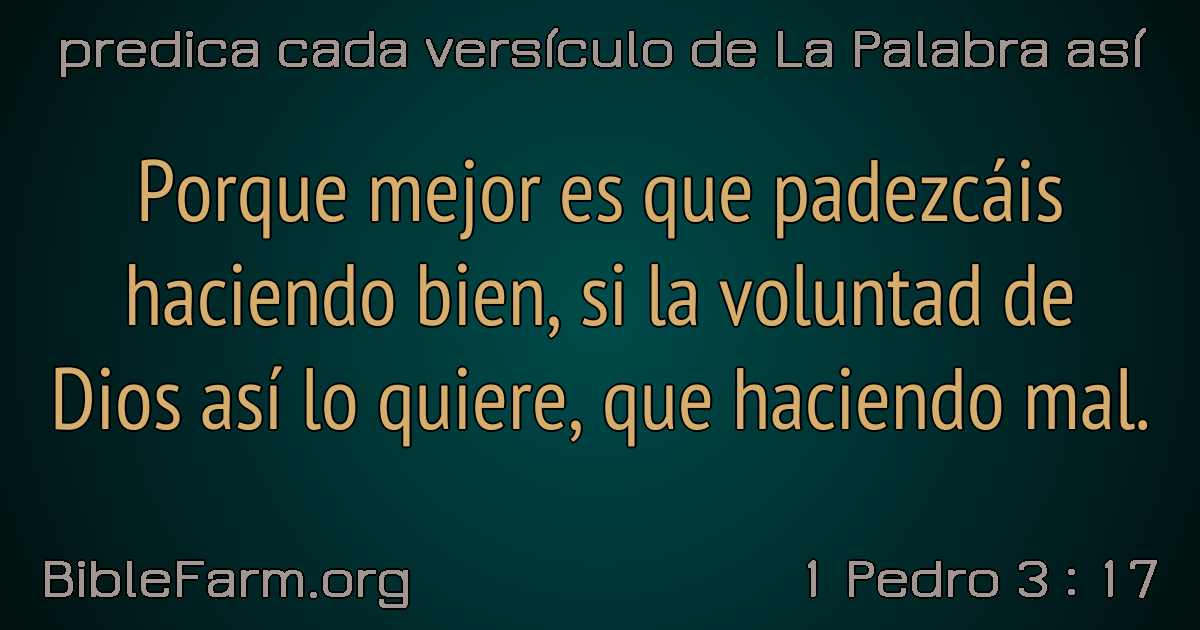 predica cada versículo de La Palabra así
Porque mejor es que padezcáis
haciendo bien, si la voluntad de
Dios así lo quiere, que haciendo mal.
BibleFarm.org
1 Pedro 3 : 17